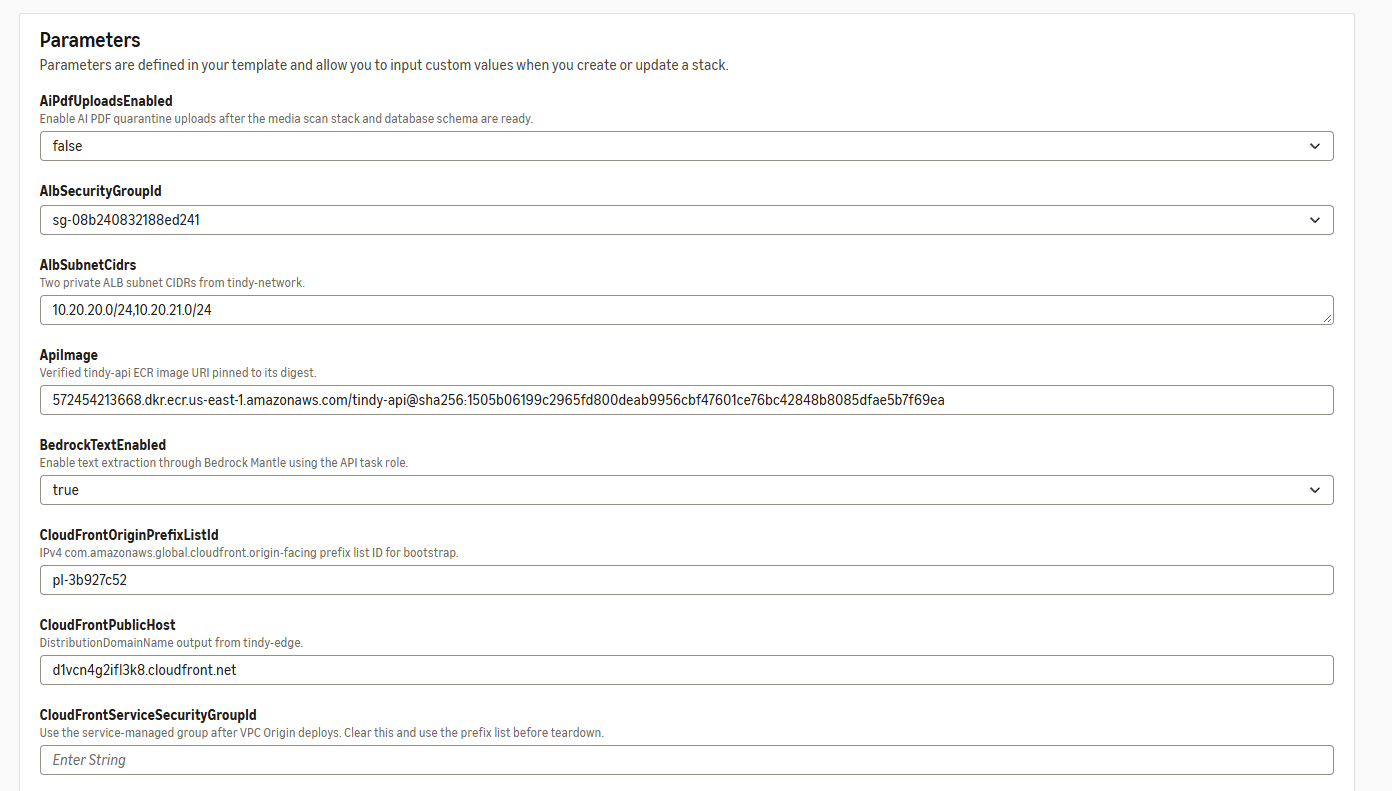 Parameters
Parameters are defined in your template and allow you to input custom values when you create or update a stack.
AiPdfUploadsEnabled
Enable AI PDF quarantine uploads after the media scan stack and database schema are ready.
false
AlbSecurityGroupId
sg-08b240832188ed241
AlbSubnetCidrs
Two private ALB subnet CIDRs from tindy-network.
10.20.20.0/24,10.20.21.0/24
ApiImage
Verified tindy-api ECR image URI pinned to its digest.
572454213668.dkr.ecr.us-east-1.amazonaws.com/tindy-api@sha256:1505b06199c2965fd800deab9956cbf47601ce76bc42848b8085dfae5b7f69ea
BedrockTextEnabled
Enable text extraction through Bedrock Mantle using the API task role.
true
CloudFrontOriginPrefixListId
IPv4 com.amazonaws.global.cloudfront.origin-facing prefix list ID for bootstrap.
pl-3b927c52
CloudFrontPublicHost
DistributionDomainName output from tindy-edge.
d1vcn4g2ifl3k8.cloudfront.net
CloudFrontServiceSecurityGroupId
Use the service-managed group after VPC Origin deploys. Clear this and use the prefix list before teardown.
Enter String